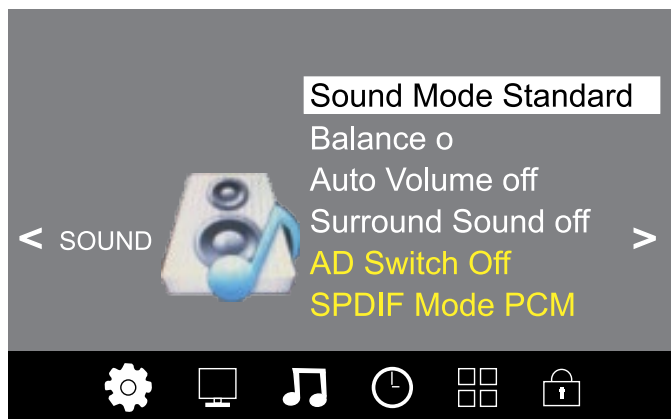 Sound Mode Standard
Balance o
Auto Volume off
Surround Sound off
< SOUND >
AD Switch Off
SPDIF Mode PCM